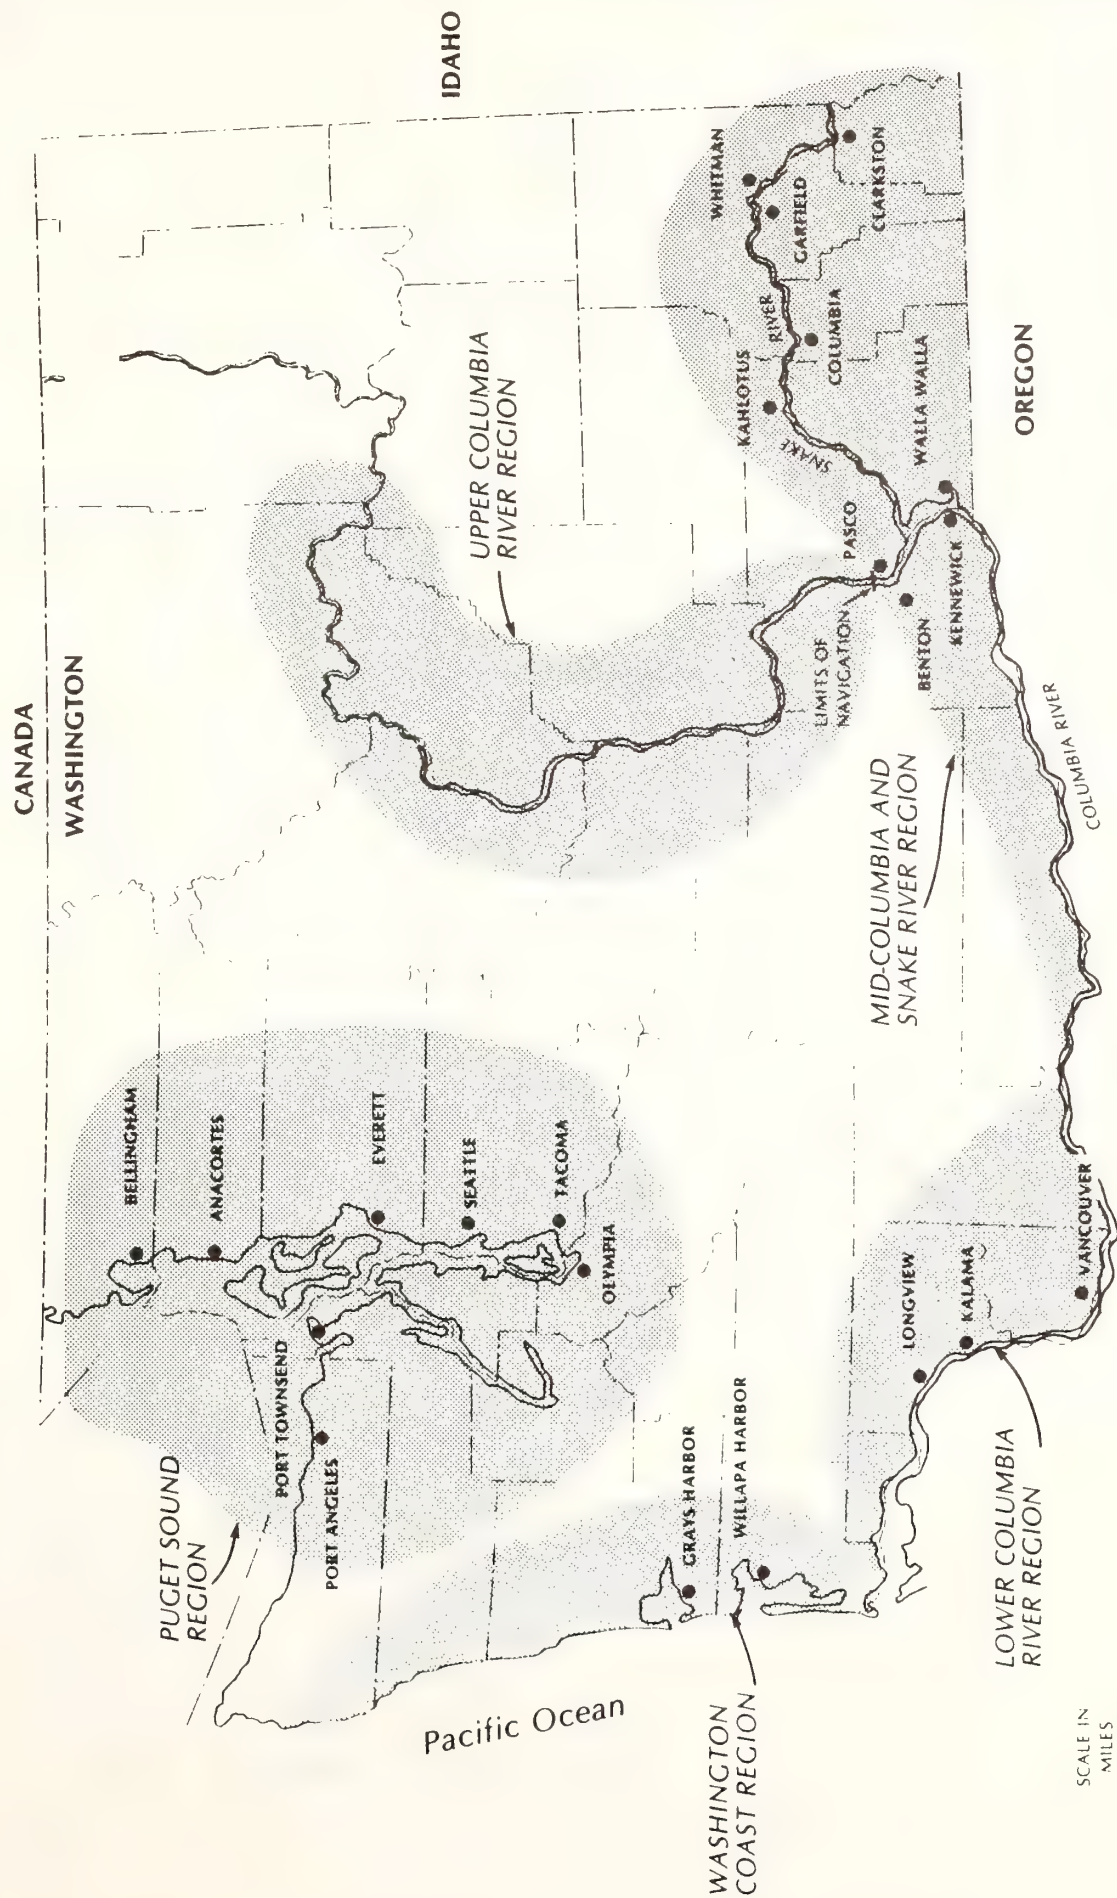 CANADA
WASHINGTON
IDAHO
BELLINGHAM
ANACORTES
EVERETT
SEATTLE
TACOMA
OLYMPIA
PORT TOWNSEND
PORT ANGELES
PUGET SOUND
REGION
Pacific Ocean
GRAYS HARBOR
WILLAPA HARBOR
WASHINGTON
COAST REGION
LONGVIEW
KALAMA
VANCOUVER
LOWER COLUMBIA
RIVER REGION
UPPER COLUMBIA
RIVER REGION
LIMITS OF
NAVIGATION
PASCO
BENTON
KENNEWICK
MID-COLUMBIA AND
SNAKE RIVER REGION
COLUMBIA RIVER
WHITMAN
GARFIELD
CLARKSTON
KAHLOTUS
SNAKE
RIVER
COLUMBIA
WALLA WALLA
OREGON
SCALE IN
MILES